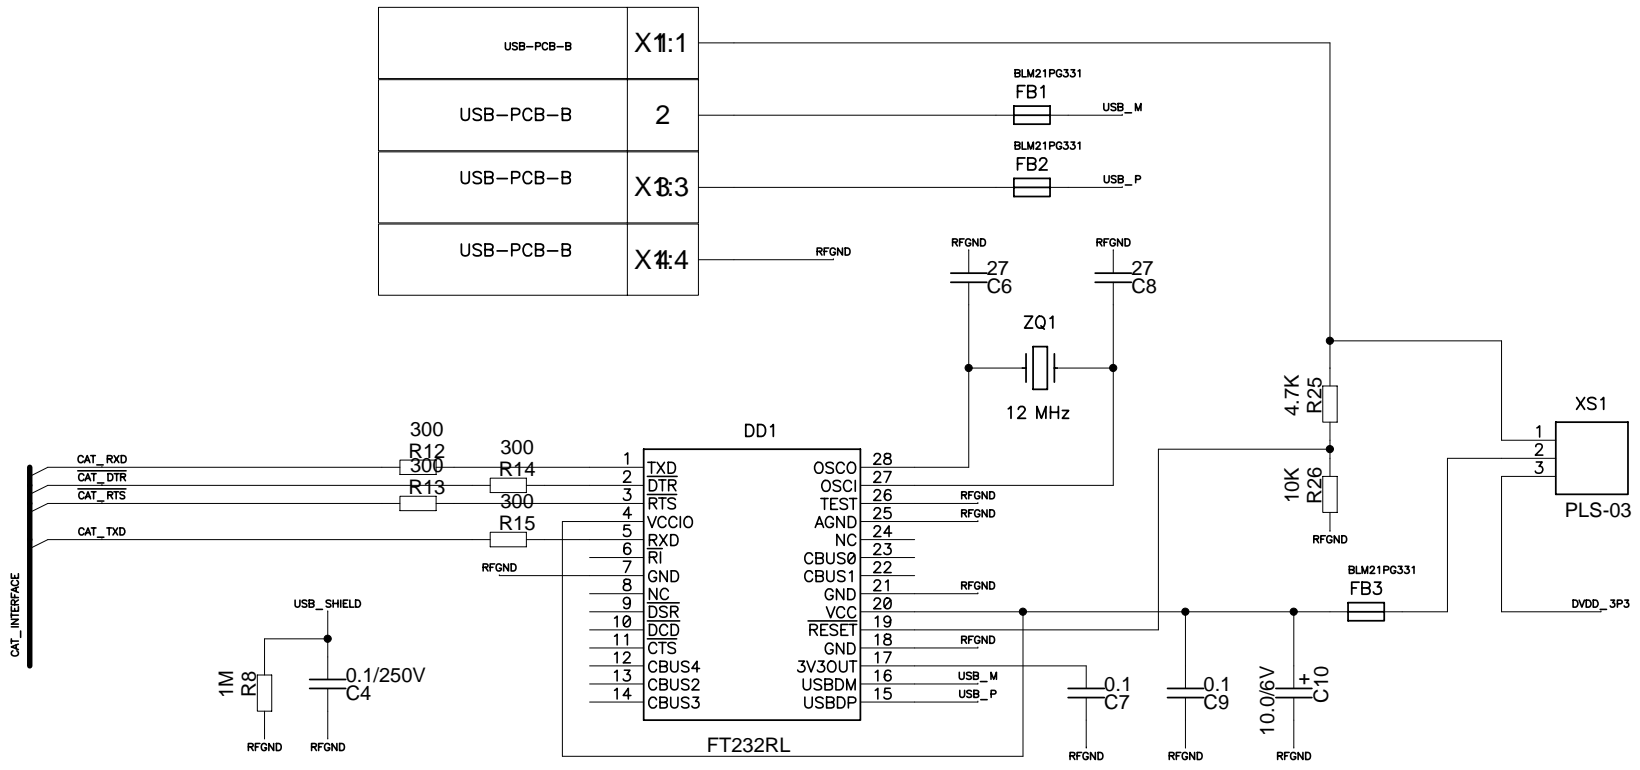 USB-PCB-B X1:1
BLM21PG331
FB1
USB-PCB-B 2 USB_M
BLM21PG331
FB2
USB-PCB-B X1:3 USB_P
USB-PCB-B X1:4 RFGND
RFGND RFGND
27 27
C6 C8
ZQ1
12 MHz
4.7K R25
10K R26
RFGND
XS1
1
2
3
PLS-03
BLM21PG331
FB3
DVDD_3P3
300
R12
300
R14
300
R13
300
R15
CAT_RXD
CAT_DTR
CAT_RTS
CAT_TXD
CAT_INTERFACE
RFGND
DD1
1 TXD OSCO 28
2 DTR OSCI 27
3 RTS TEST 26 RFGND
4 VCCIO AGND 25 RFGND
5 RXD NC 24
6 RI CBUS0 23
7 GND CBUS1 22
8 NC GND 21 RFGND
9 DSR VCC 20
10 DCD RESET 19
11 CTS GND 18 RFGND
12 CBUS4 3V3OUT 17
13 CBUS2 USBDM 16 USB_M
14 CBUS3 USBDP 15 USB_P
FT232RL
USB_SHIELD
1M R8
0.1/250V
C4
RFGND RFGND
0.1
C7
0.1
C9
10.0/6V + C10
RFGND RFGND RFGND